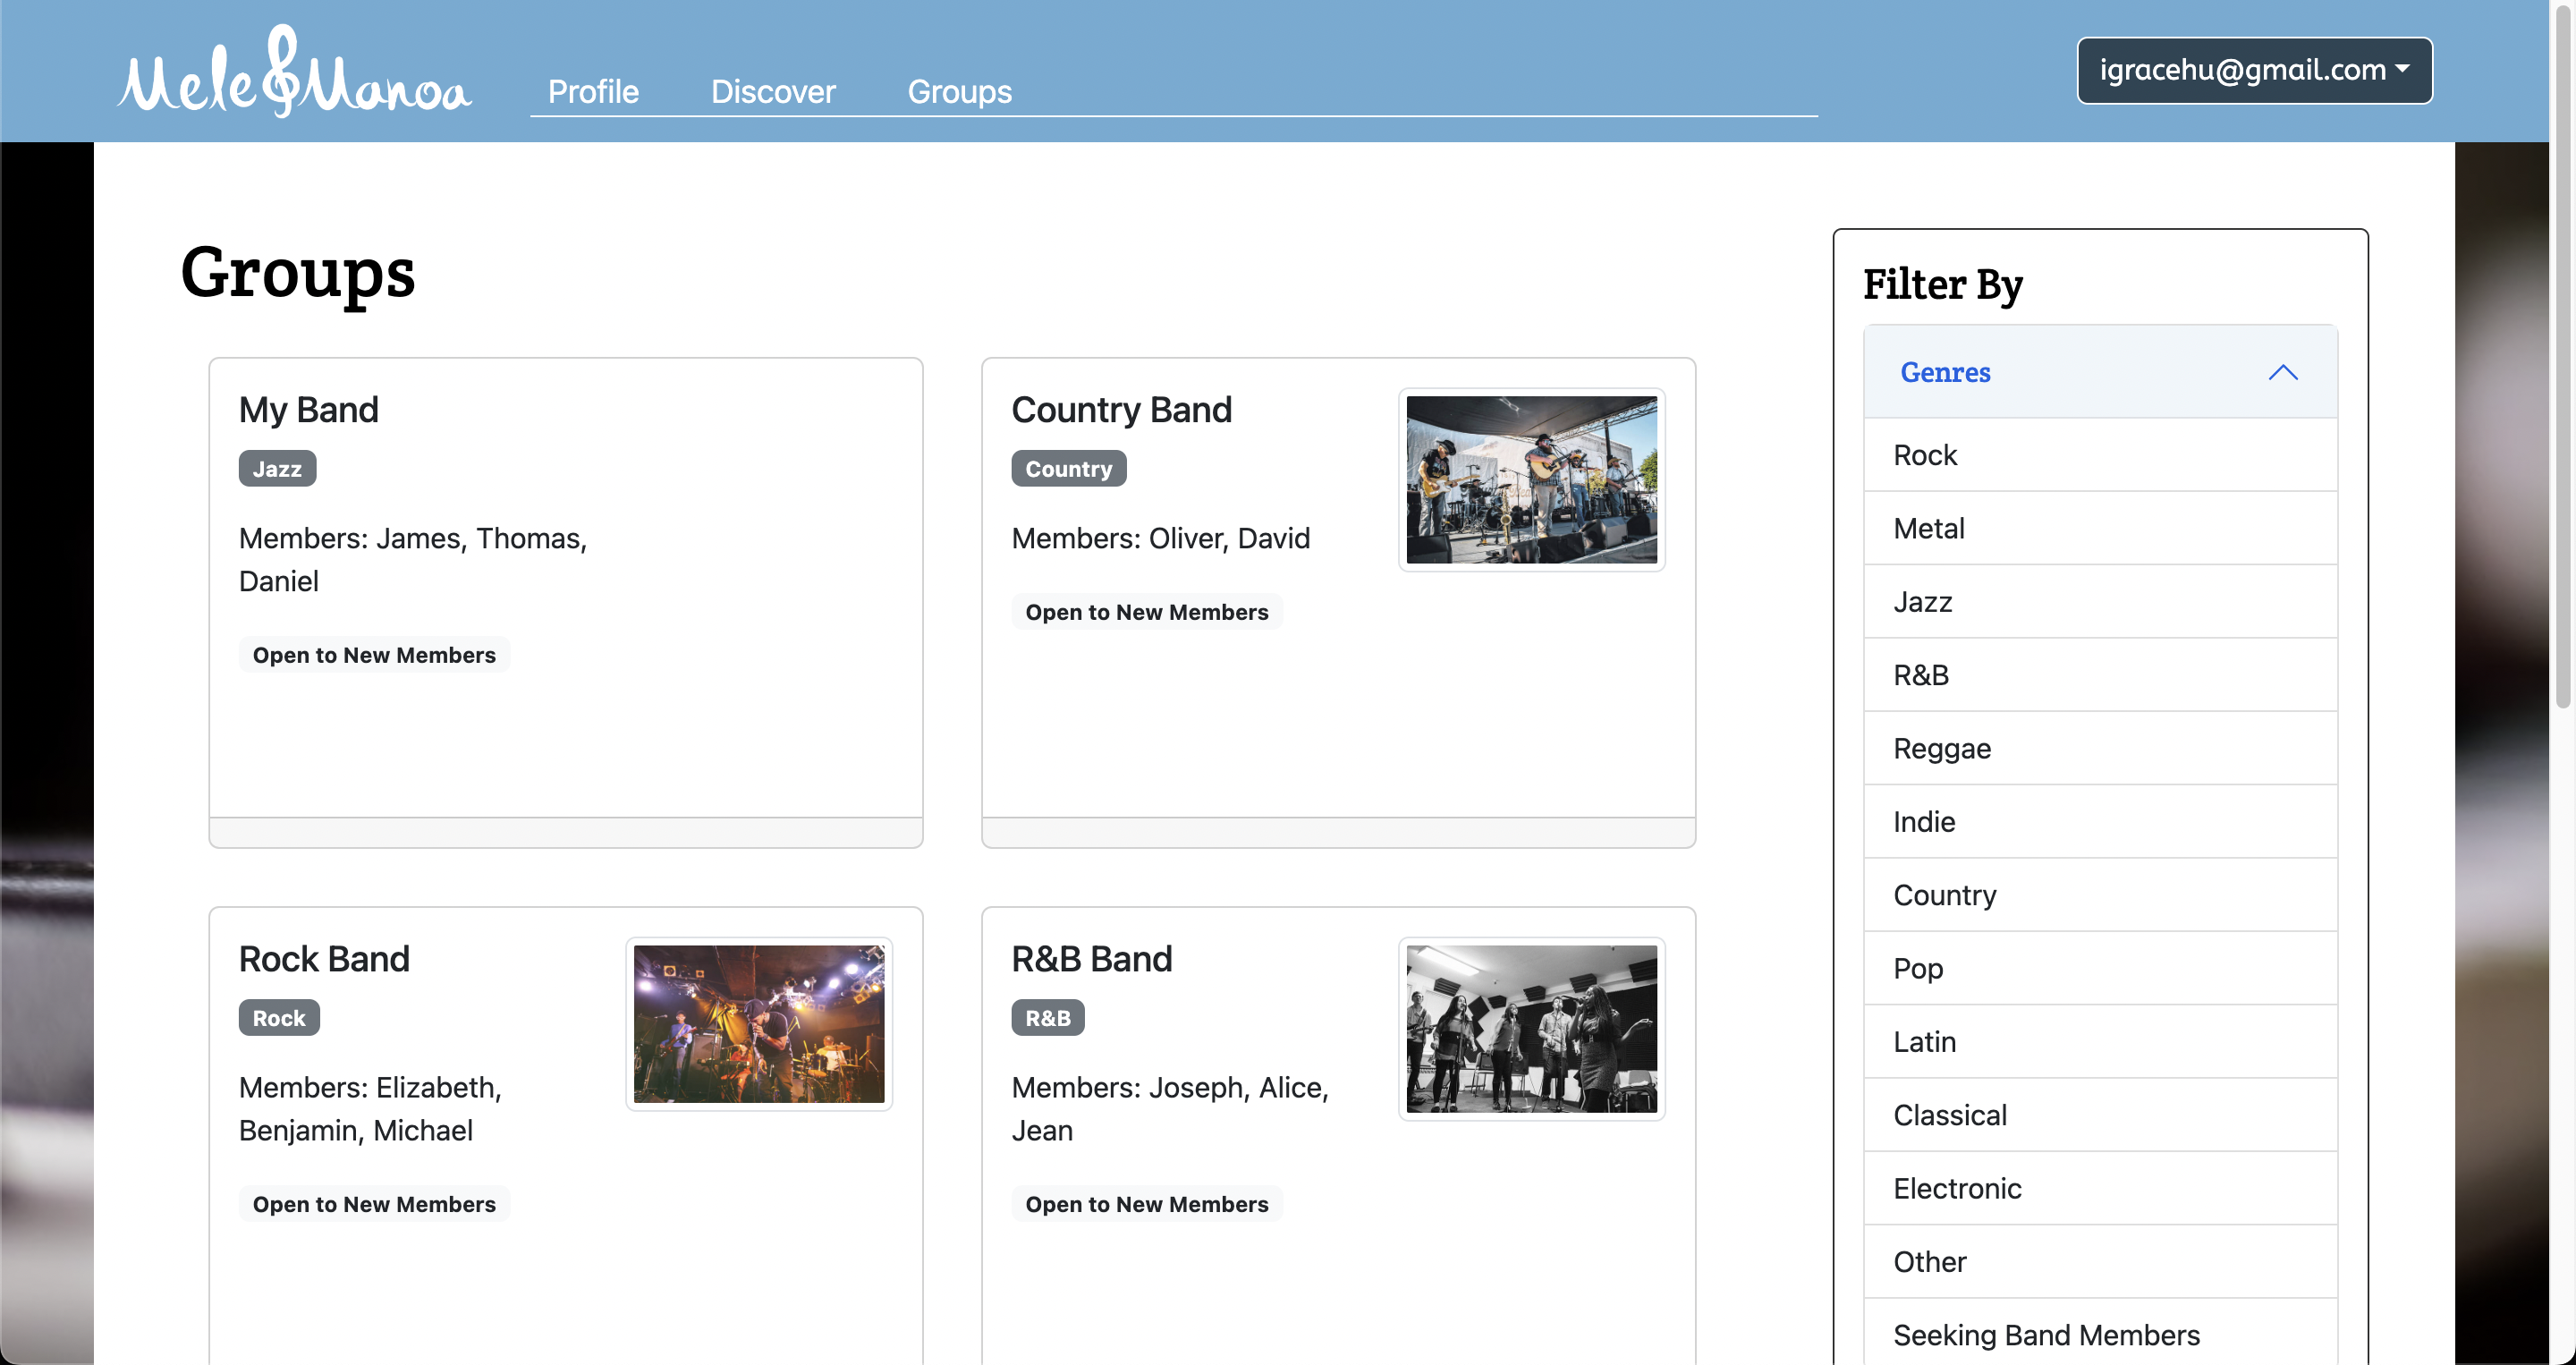 Mele Manoa
Profile
Discover
Groups
igracehu@gmail.com
Groups
My Band
Jazz
Members: James, Thomas,
Daniel
Open to New Members
Country Band
Country
Members: Oliver, David
Open to New Members
Rock Band
Rock
Members: Elizabeth,
Benjamin, Michael
Open to New Members
R&B Band
R&B
Members: Joseph, Alice,
Jean
Open to New Members
Filter By
Genres
Rock
Metal
Jazz
R&B
Reggae
Indie
Country
Pop
Latin
Classical
Electronic
Other
Seeking Band Members